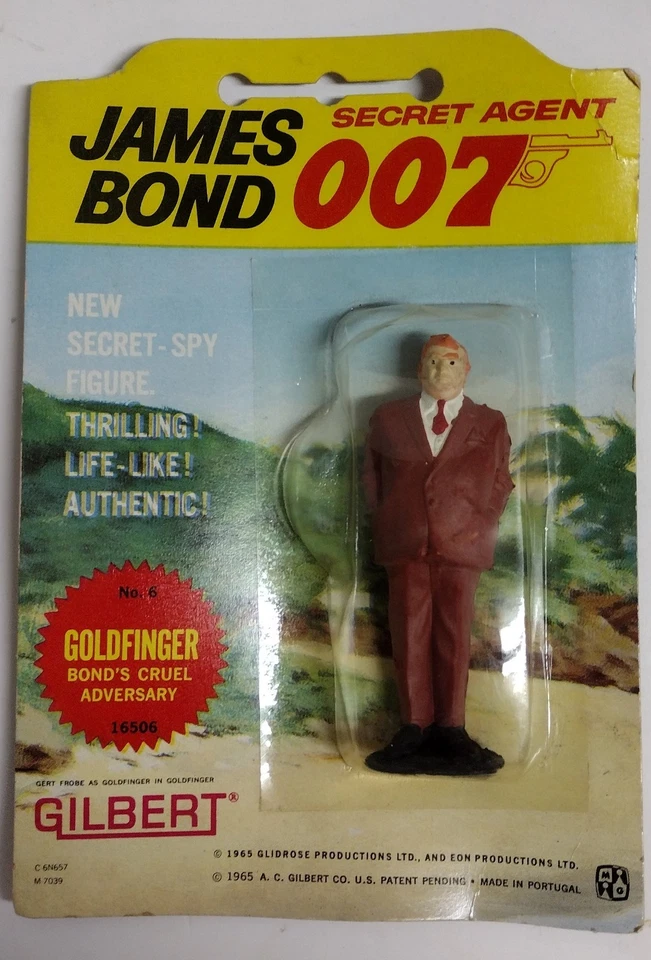 SECRET AGENT
JAMES
BOND 007
NEW
SECRET-SPY
FIGURE.
THRILLING!
LIFE-LIKE!
AUTHENTIC!
No. 6
GOLDFINGER
BOND'S CRUEL
ADVERSARY
16506
GERT FROBE AS GOLDFINGER IN GOLDFINGER
GILBERT®
© 1965 GLIDROSE PRODUCTIONS LTD., AND EON PRODUCTIONS LTD.
C 6N657
M-7039
© 1965 A. C. GILBERT CO. U.S. PATENT PENDING • MADE IN PORTUGAL
M G